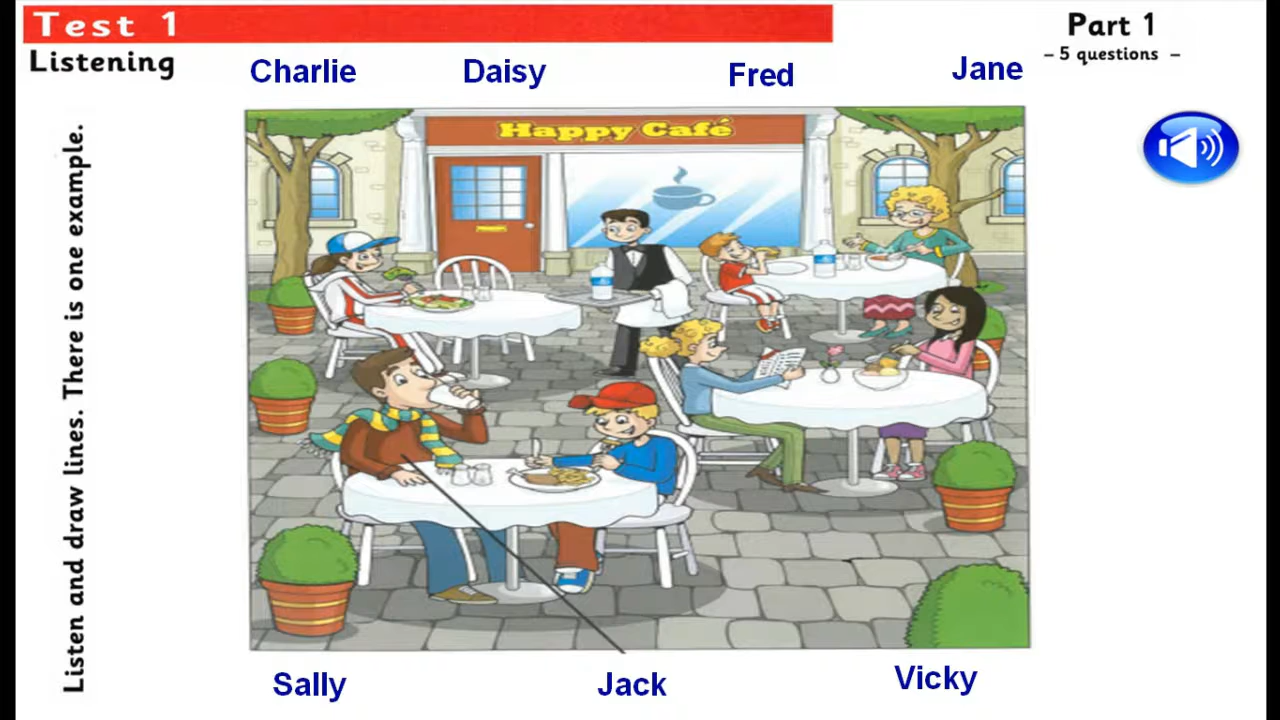 Test 1
Part 1
Listening
– 5 questions –
Charlie
Daisy
Fred
Jane
Listen and draw lines. There is one example.
Happy Café
Sally
Jack
Vicky